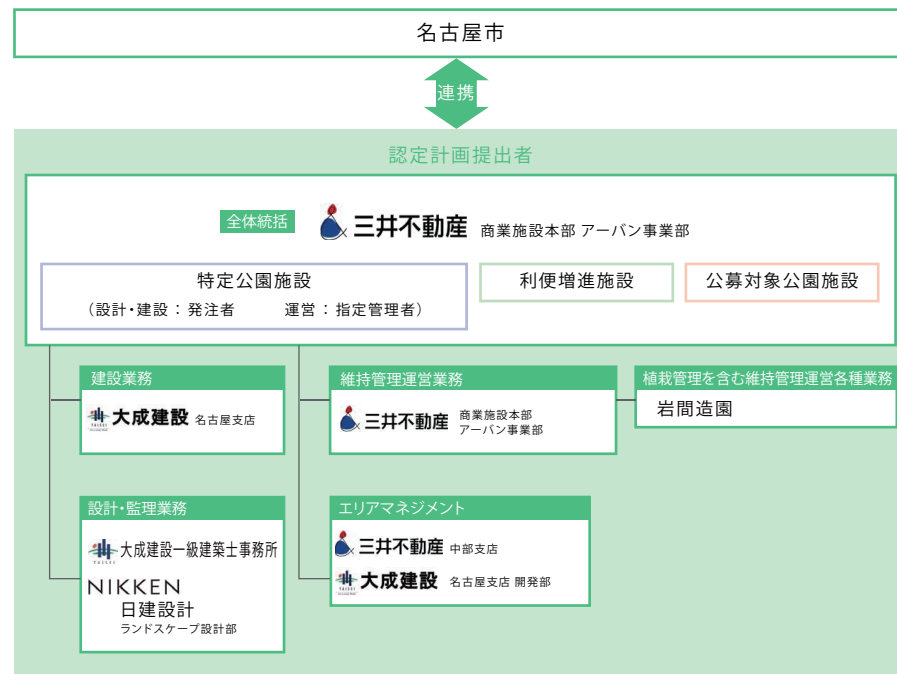 名古屋市
連携
認定計画提出者
全体統括 三井不動産 商業施設本部 アーバン事業部
特定公園施設
(設計・建設：発注者 運営：指定管理者)
利便増進施設
公募対象公園施設
建設業務
TAISEI 大成建設 名古屋支店
維持管理運営業務
三井不動産 商業施設本部
アーバン事業部
植栽管理を含む維持管理運営各種業務
岩間造園
設計・監理業務
TAISEI 大成建設一級建築士事務所
NIKKEN
日建設計
ランドスケープ設計部
エリアマネジメント
三井不動産 中部支店
TAISEI 大成建設 名古屋支店 開発部